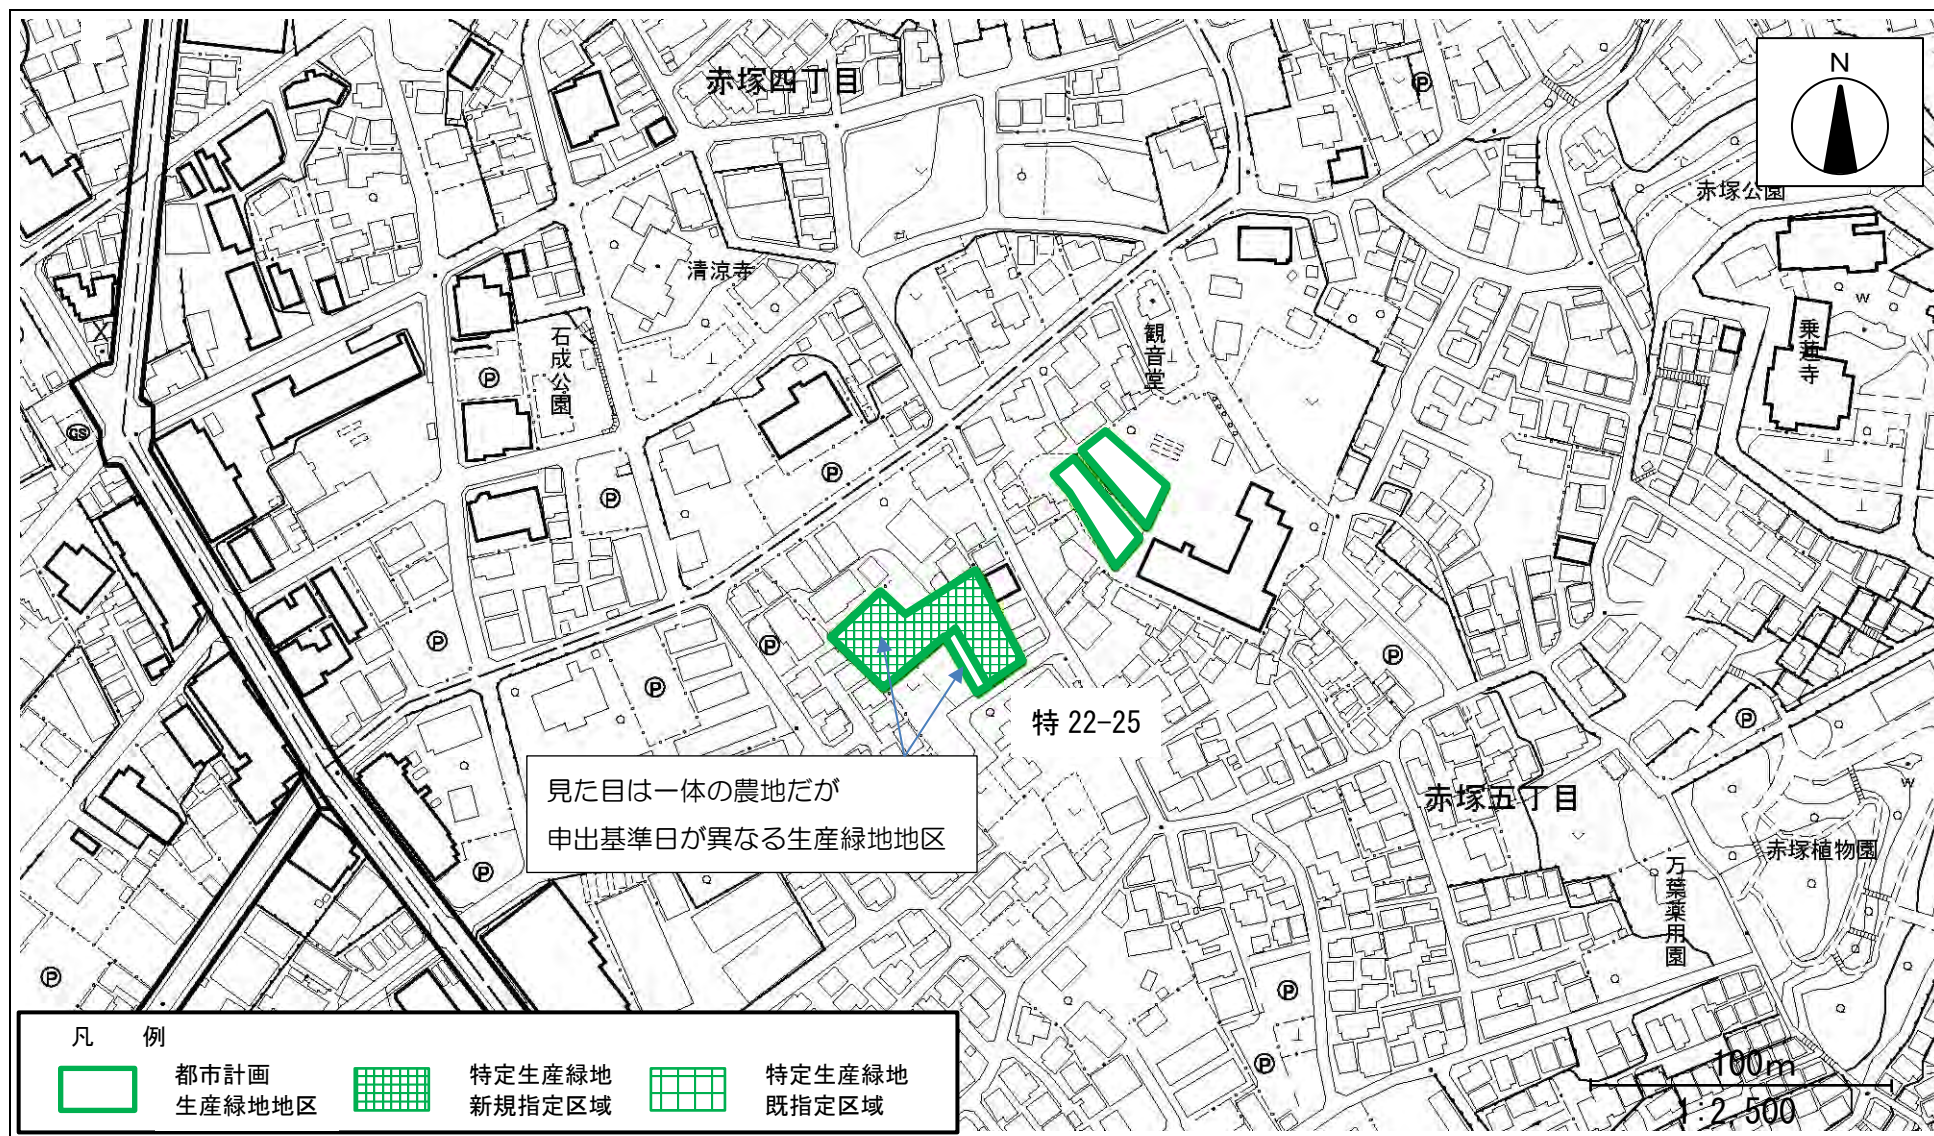 赤塚四丁目
N
赤塚公園
清涼寺
石成公園
観音堂
乗蓮寺
GS
P
P
P
P
P
P
P
P
P
P
P
P
P
特 22-25
見た目は一体の農地だが
申出基準日が異なる生産緑地地区
赤塚五丁目
赤塚植物園
万葉薬用園
凡 例
都市計画
生産緑地地区
特定生産緑地
新規指定区域
特定生産緑地
既指定区域
100m
1:2,500